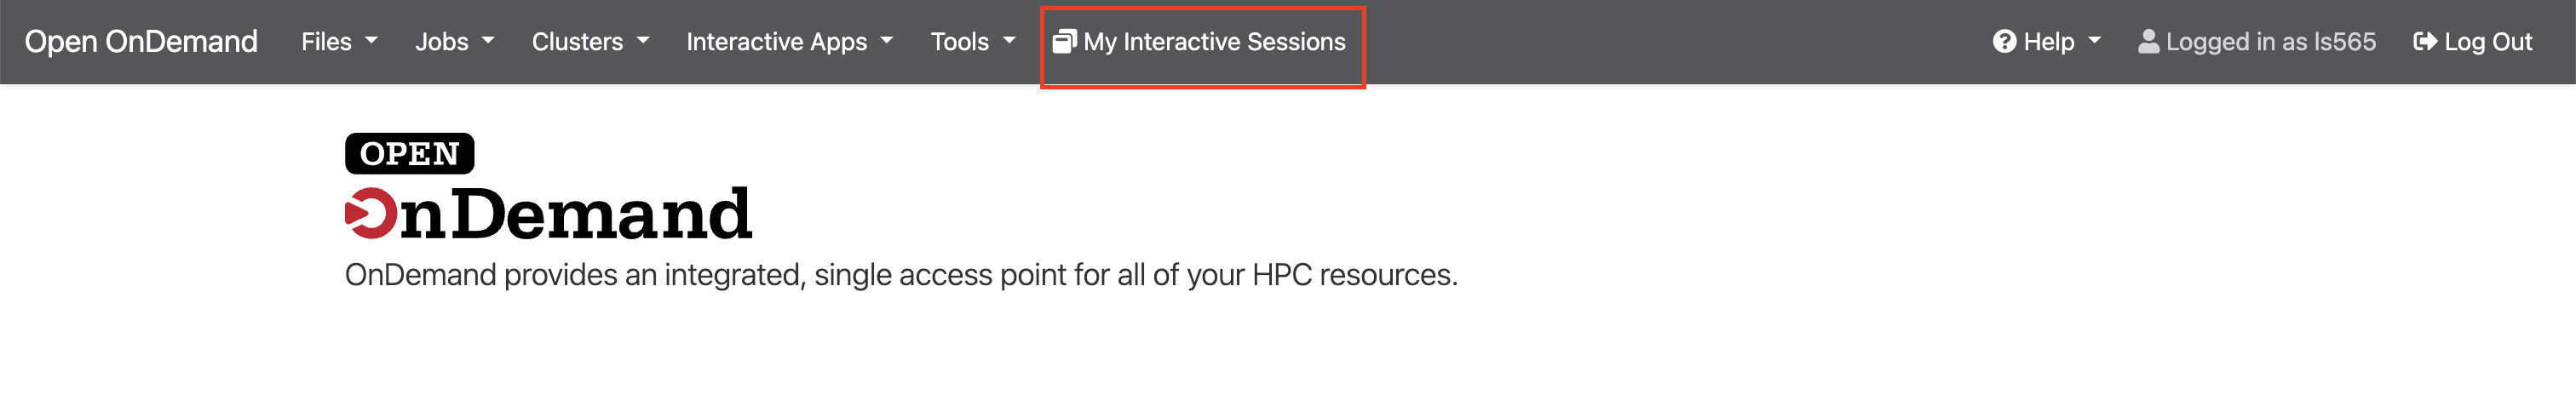 Open OnDemand Files Jobs Clusters Interactive Apps Tools My Interactive Sessions Help Logged in as ls565 Log Out
OPEN
OnDemand
OnDemand provides an integrated, single access point for all of your HPC resources.